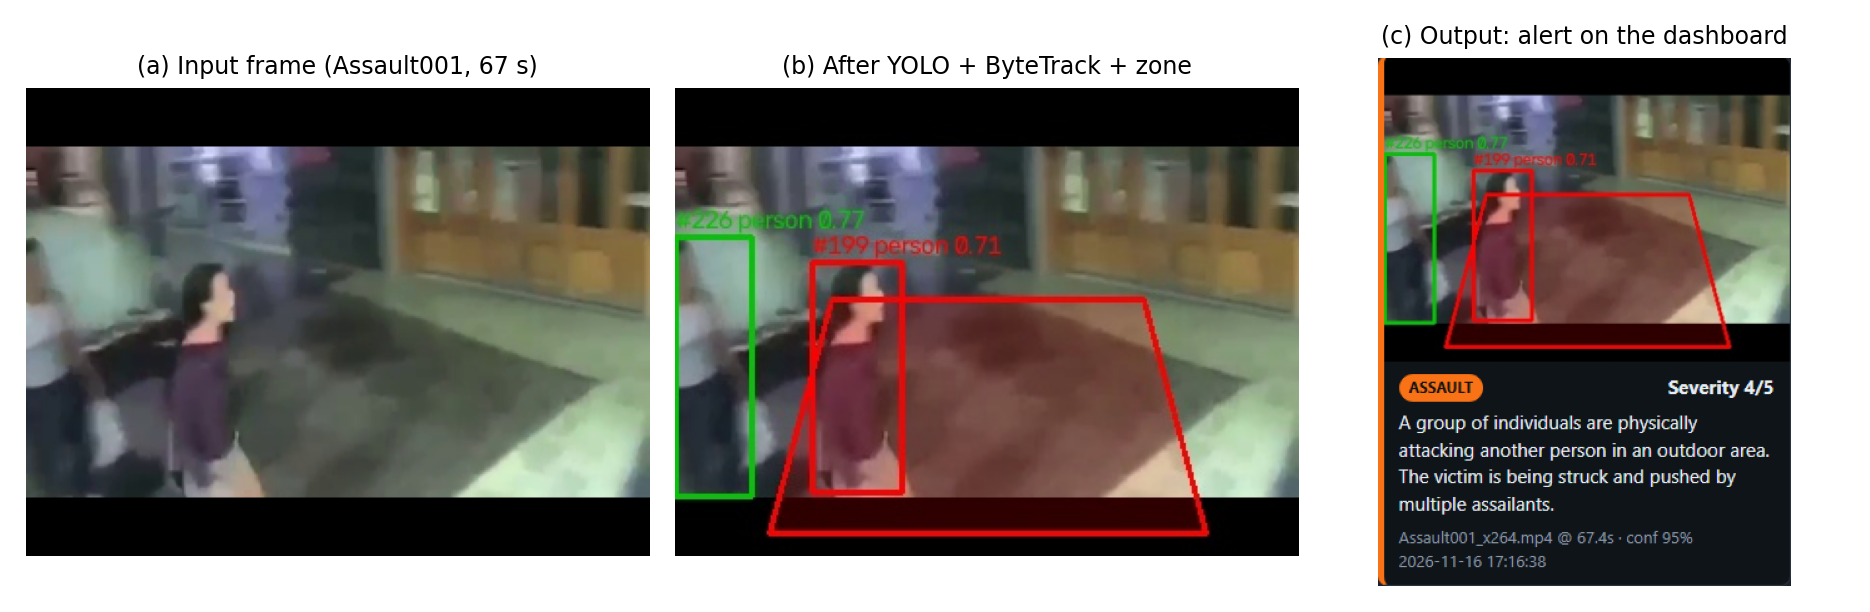 (a) Input frame (Assault001, 67 s)
(b) After YOLO + ByteTrack + zone
#226 person 0.77
#199 person 0.71
(c) Output: alert on the dashboard
#226 person 0.77
#199 person 0.71
ASSAULT
Severity 4/5
A group of individuals are physically
attacking another person in an outdoor area.
The victim is being struck and pushed by
multiple assailants.
Assault001_x264.mp4 @ 67.4s · conf 95%
2026-11-16 17:16:38